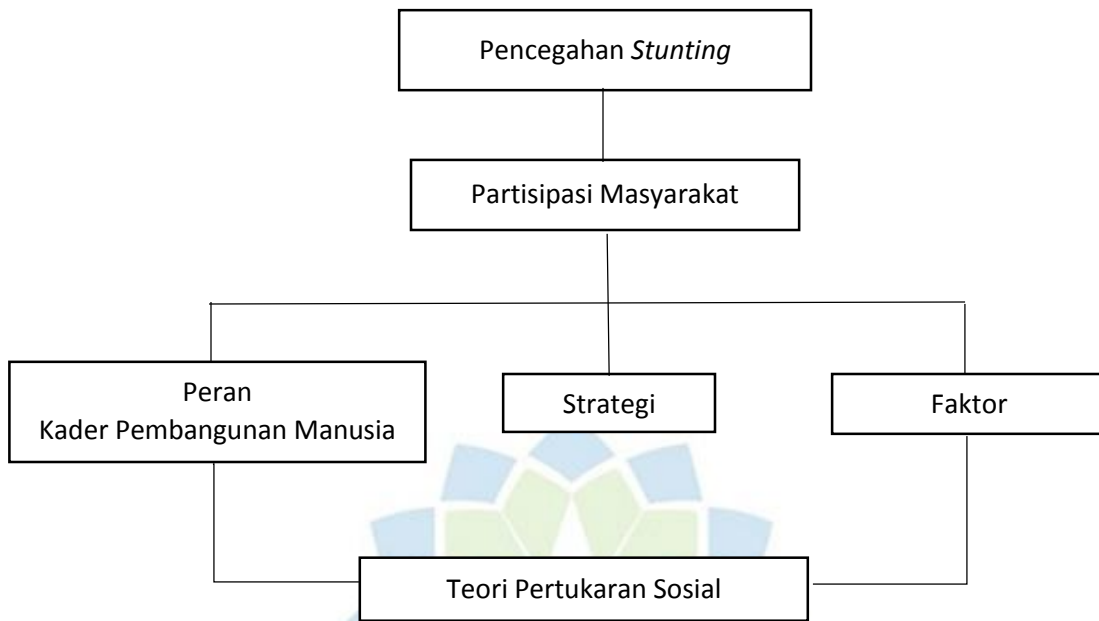 Pencegahan Stunting
Partisipasi Masyarakat
Peran
Kader Pembangunan Manusia
Strategi
Faktor
Teori Pertukaran Sosial